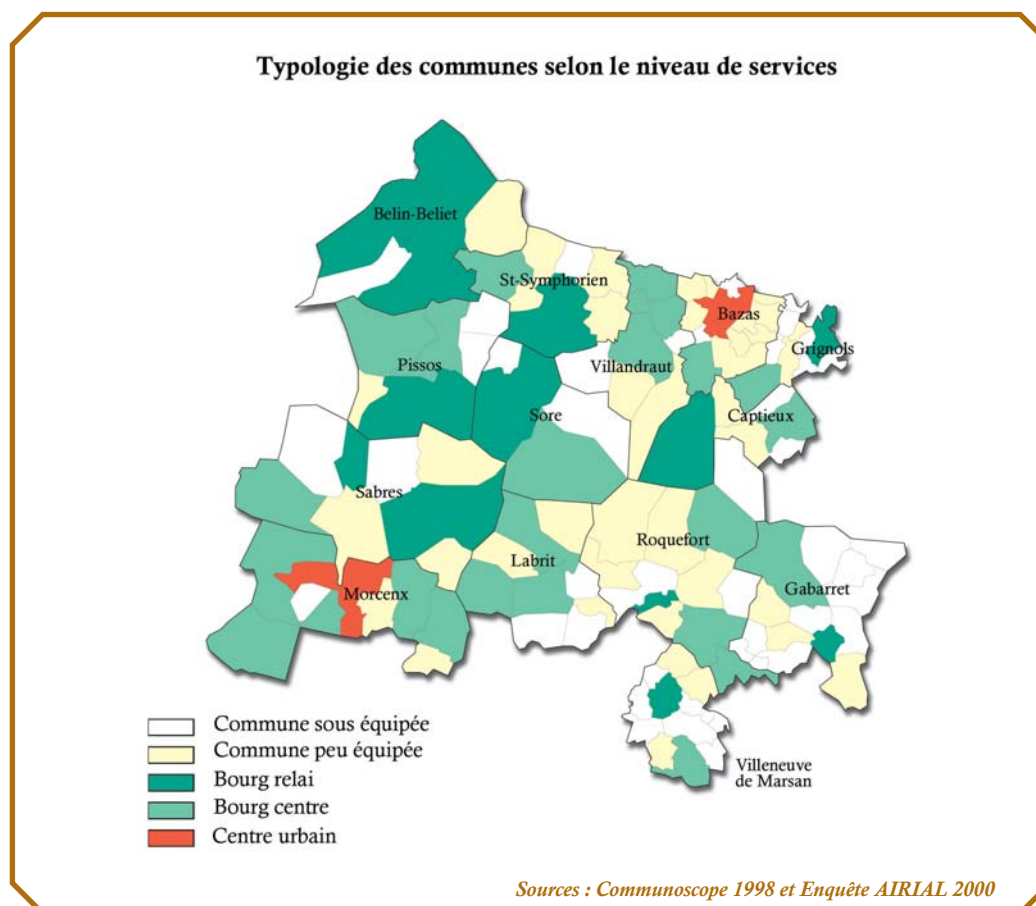 Typologie des communes selon le niveau de services
Belin-Beliet
St-Symphorien
Bazas
Grignols
Pissos
Villandraut
Sore
Captieux
Sabres
Roquefort
Labrit
Gabarret
Morcenx
Commune sous équipée
Commune peu équipée
Bourg relai
Bourg centre
Centre urbain
Villeneuve
de Marsan
Sources : Communoscope 1998 et Enquête AIRIAL 2000